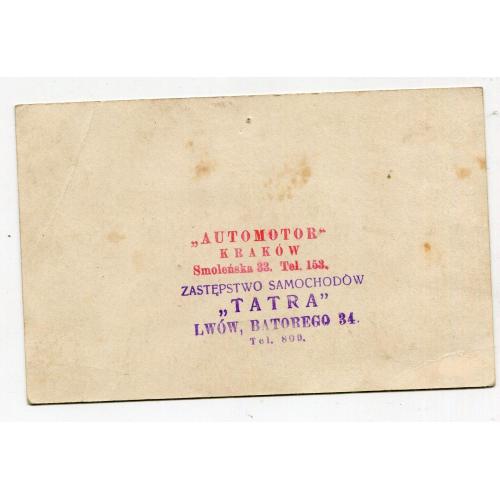 „AUTOMOTOR"
KRAKÓW
Smoleńska 33. Tel. 153.
ZASTĘPSTWO SAMOCHODÓW
„TATRA”
LWÓW, BATOREGO 34.
Tel. 809.